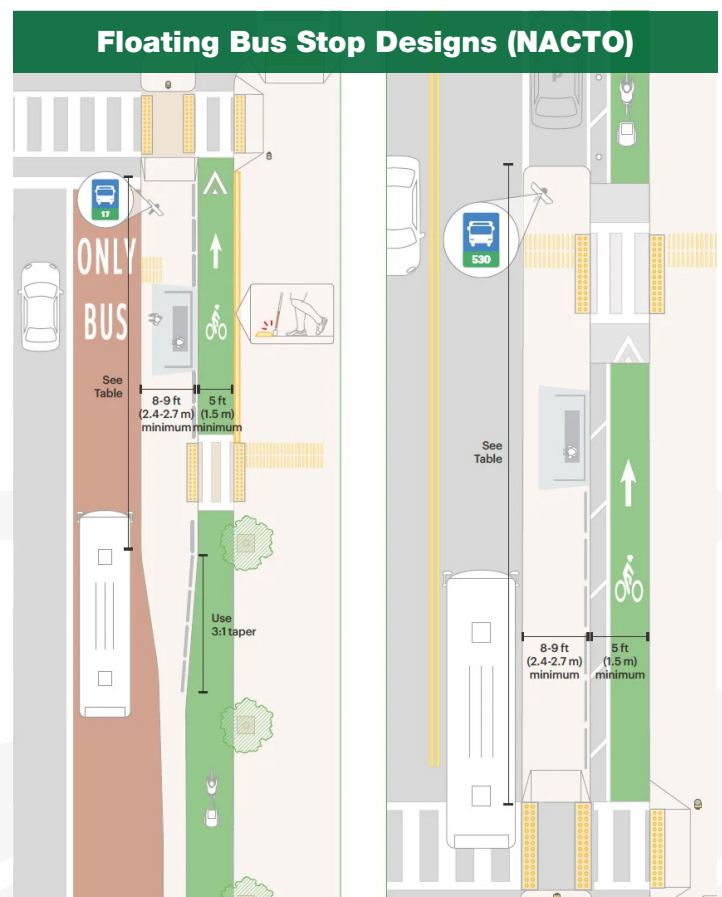 Floating Bus Stop Designs (NACTO)
17
ONLY
BUS
See
Table
8-9 ft
(2.4-2.7 m)
minimum
5 ft
(1.5 m)
minimum
Use
3:1 taper
P
530
See
Table
8-9 ft
(2.4-2.7 m)
minimum
5 ft
(1.5 m)
minimum